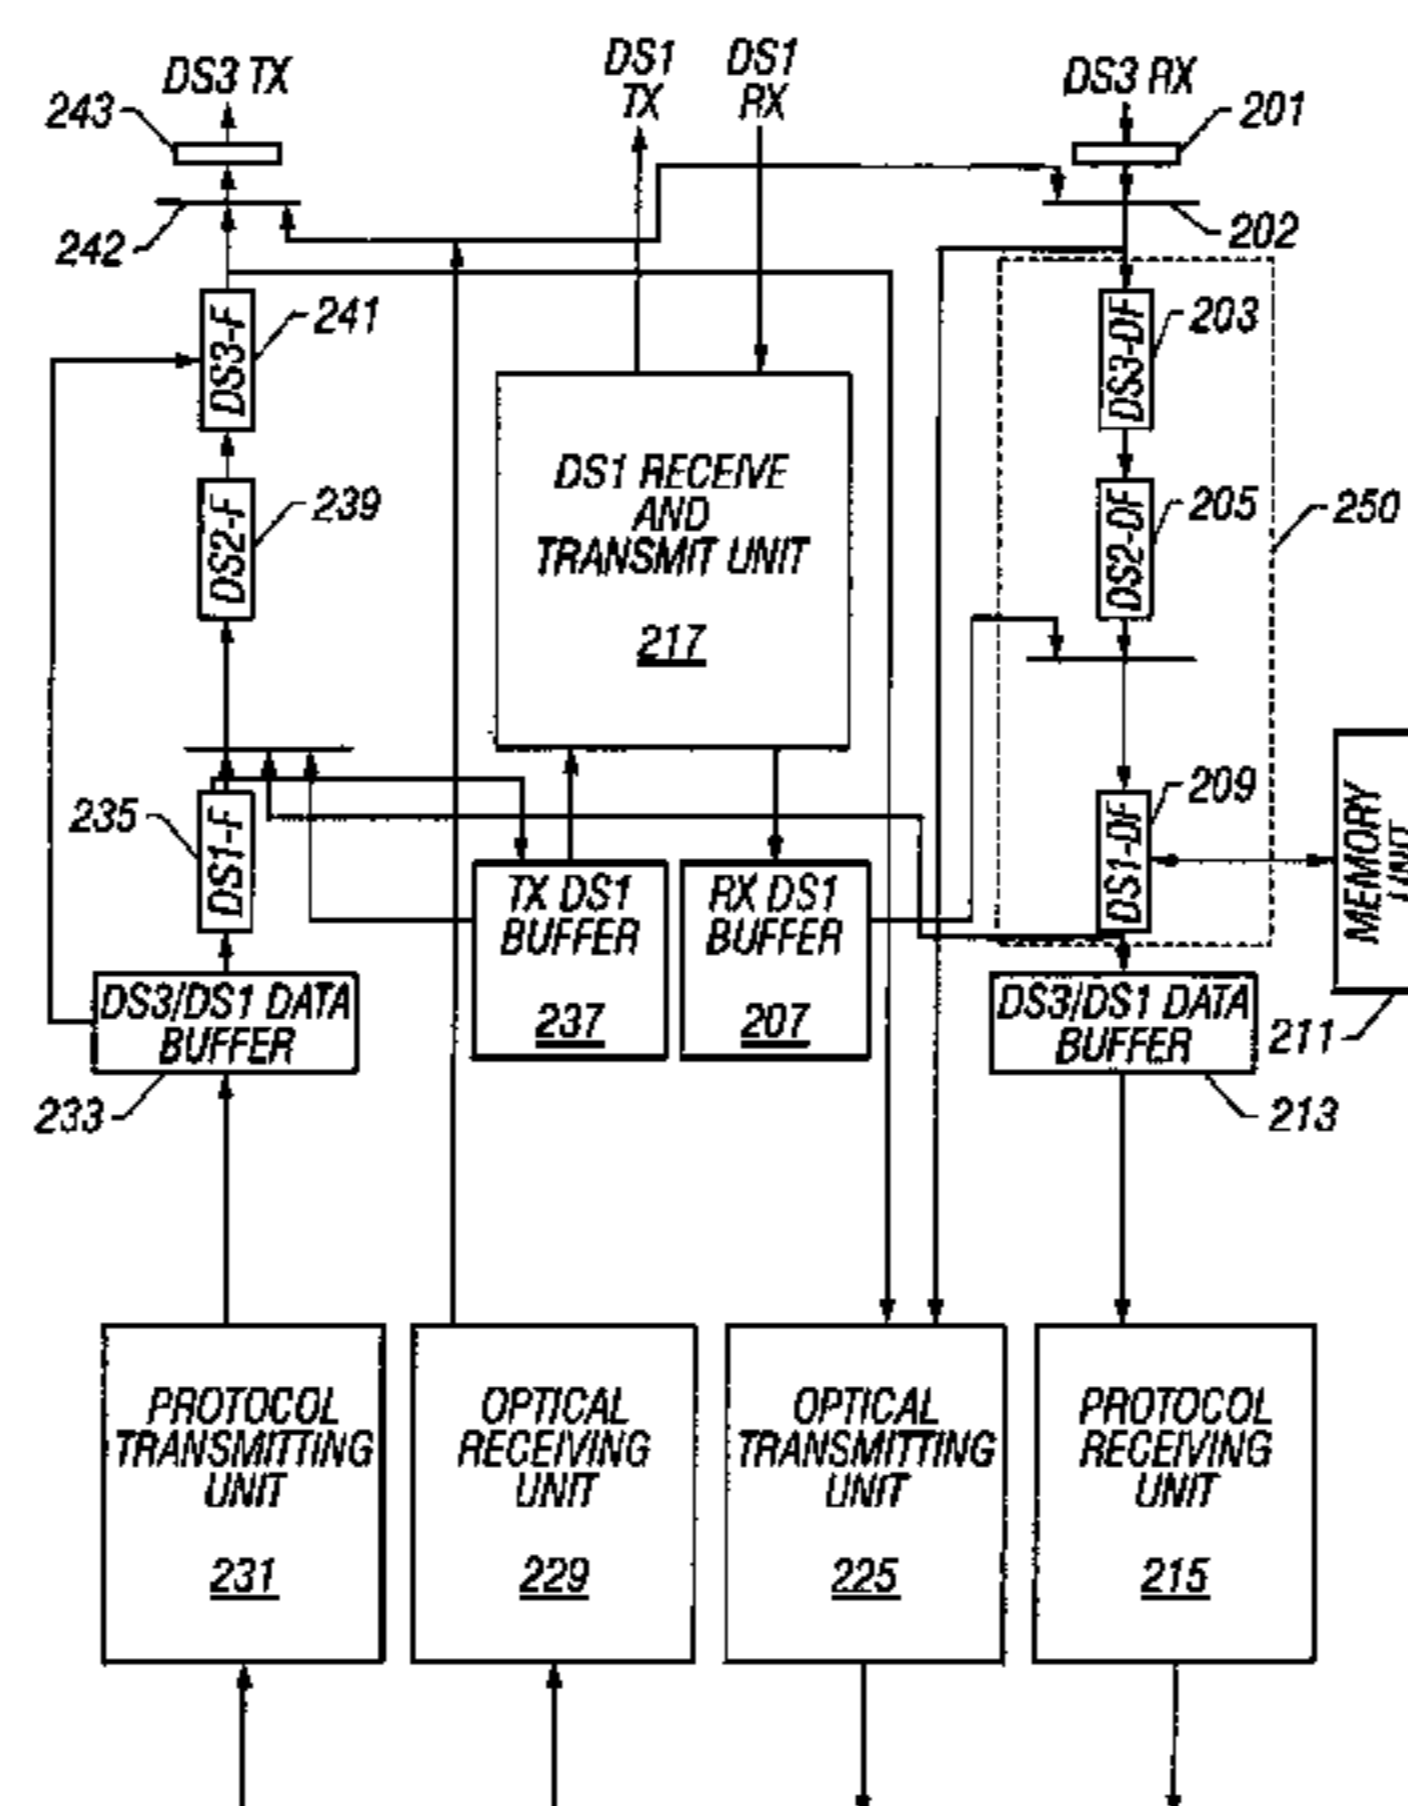 DS3 TX
DS1
TX
DS1
RX
DS3 RX
243
201
242
202
DS3-F
241
DS3-DF
203
DS2-F
239
DS1 RECEIVE
AND
TRANSMIT UNIT
217
DS2-DF
205
250
235
DS1-F
DS1-DF
209
MEMORY
UNIT
211
TX DS1
BUFFER
237
RX DS1
BUFFER
207
DS3/DS1 DATA
BUFFER
233
DS3/DS1 DATA
BUFFER
213
PROTOCOL
TRANSMITTING
UNIT
231
OPTICAL
RECEIVING
UNIT
229
OPTICAL
TRANSMITTING
UNIT
225
PROTOCOL
RECEIVING
UNIT
215